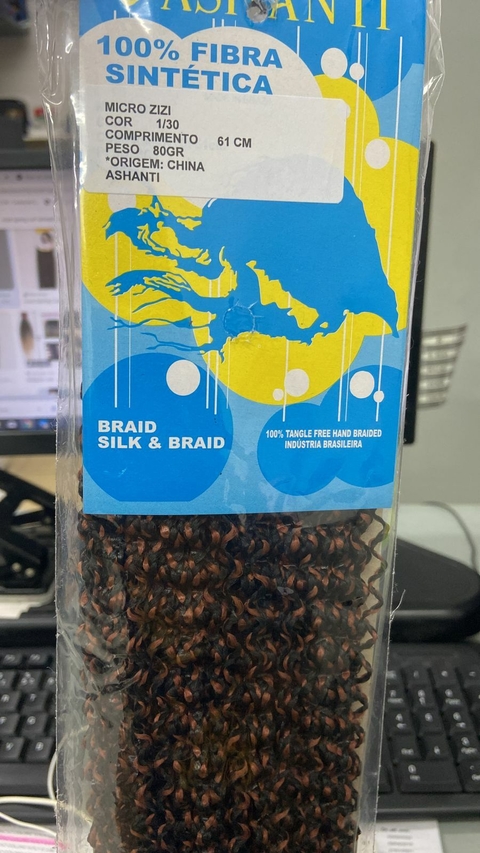 ASHANTI
100% FIBRA
SINTÉTICA
MICRO ZIZI
COR 1/30
COMPRIMENTO 61 CM
PESO 80GR
*ORIGEM: CHINA
ASHANTI
BRAID
SILK & BRAID
100% TANGLE FREE HAND BRAIDED
INDÚSTRIA BRASILEIRA